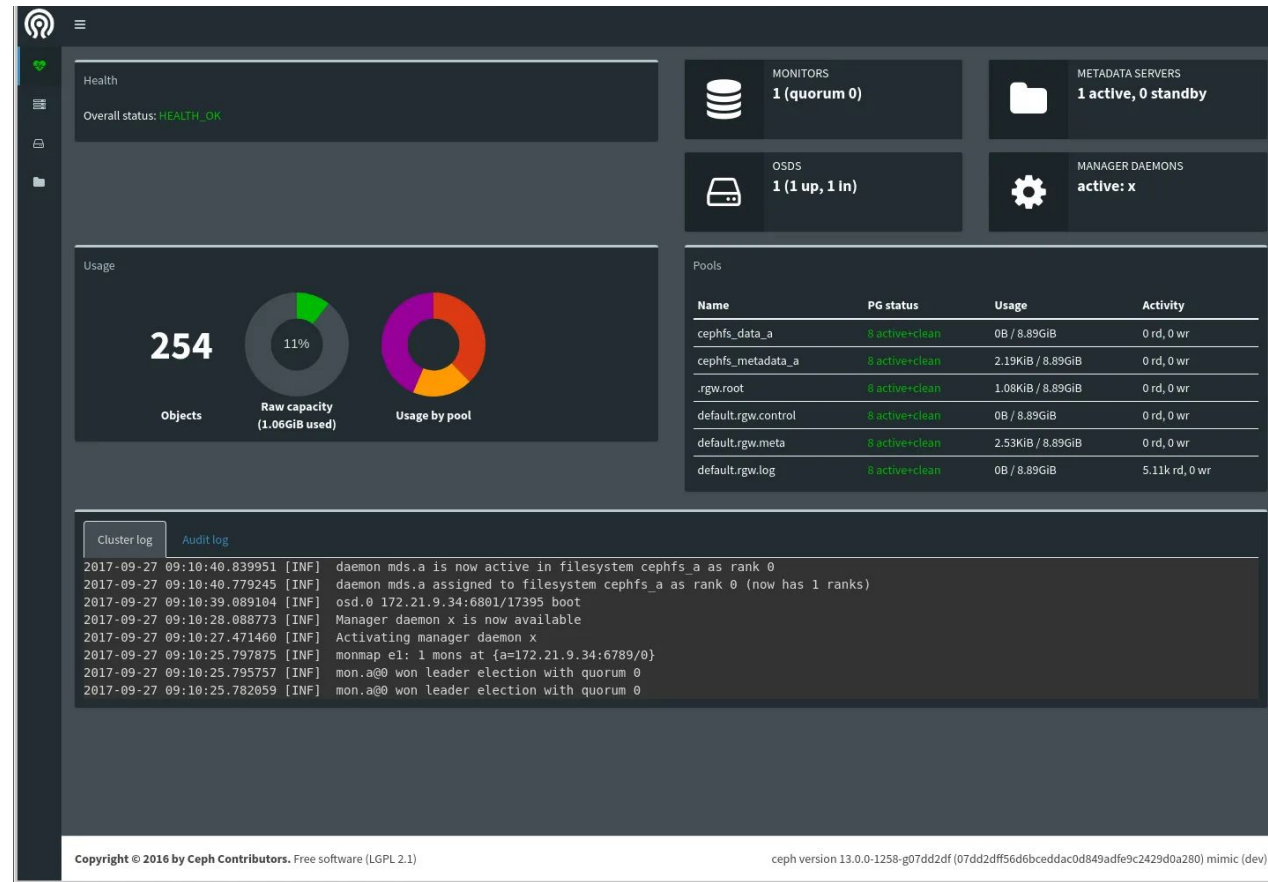 Health
Overall status: HEALTH_OK
MONITORS
1 (quorum 0)
METADATA SERVERS
1 active, 0 standby
OSDS
1 (1 up, 1 in)
MANAGER DAEMONS
active: x
Usage
254
Objects
11%
Raw capacity
(1.06GiB used)
Usage by pool
Pools
Name PG status Usage Activity
cephfs_data_a 8 active+clean 0B / 8.89GiB 0 rd, 0 wr
cephfs_metadata_a 8 active+clean 2.19KiB / 8.89GiB 0 rd, 0 wr
.rgw.root 8 active+clean 1.08KiB / 8.89GiB 0 rd, 0 wr
default.rgw.control 8 active+clean 0B / 8.89GiB 0 rd, 0 wr
default.rgw.meta 8 active+clean 2.53KiB / 8.89GiB 0 rd, 0 wr
default.rgw.log 8 active+clean 0B / 8.89GiB 5.11k rd, 0 wr
Cluster log Audit log
2017-09-27 09:10:40.839951 [INF] daemon mds.a is now active in filesystem cephfs_a as rank 0
2017-09-27 09:10:40.779245 [INF] daemon mds.a assigned to filesystem cephfs_a as rank 0 (now has 1 ranks)
2017-09-27 09:10:39.089104 [INF] osd.0 172.21.9.34:6801/17395 boot
2017-09-27 09:10:28.088773 [INF] Manager daemon x is now available
2017-09-27 09:10:27.471460 [INF] Activating manager daemon x
2017-09-27 09:10:25.797875 [INF] monmap e1: 1 mons at {a=172.21.9.34:6789/0}
2017-09-27 09:10:25.795757 [INF] mon.a@0 won leader election with quorum 0
2017-09-27 09:10:25.782059 [INF] mon.a@0 won leader election with quorum 0
Copyright © 2016 by Ceph Contributors. Free software (LGPL 2.1)
ceph version 13.0.0-1258-g07dd2df (07dd2dff56d6bceddac0d849adfe9c2429d0a280) mimic (dev)